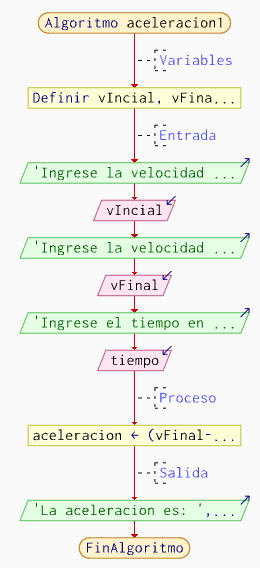 Algoritmo aceleracion1
Variables
Definir vIncial, vFina...
Entrada
'Ingrese la velocidad ...
vIncial
'Ingrese la velocidad ...
vFinal
'Ingrese el tiempo en ...
tiempo
Proceso
aceleracion ← (vFinal-...
Salida
'La aceleracion es: ',...
FinAlgoritmo